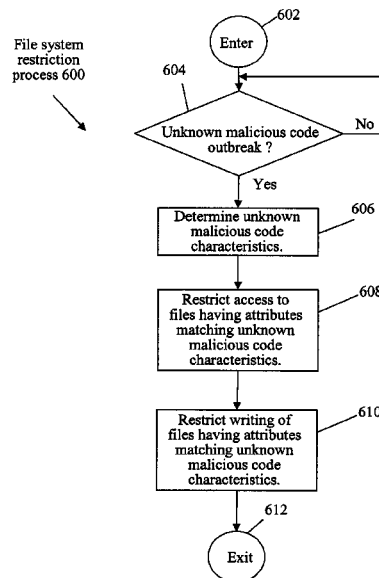 602
Enter
File system
restriction
process 600
604
Unknown malicious code
outbreak ?
No
Yes
606
Determine unknown
malicious code
characteristics.
608
Restrict access to
files having attributes
matching unknown
malicious code
characteristics.
610
Restrict writing of
files having attributes
matching unknown
malicious code
characteristics.
612
Exit